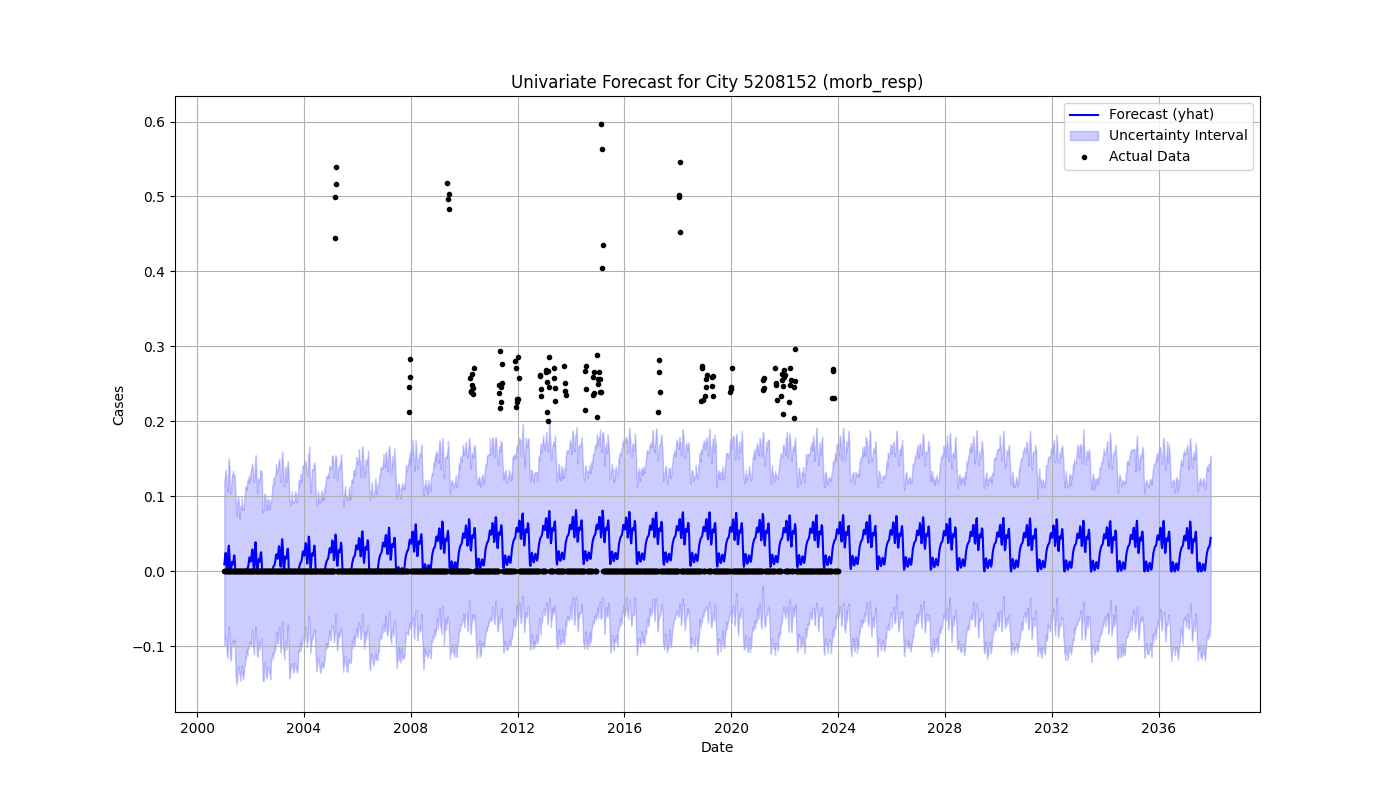 Univariate Forecast for City 5208152 (morb_resp)
Forecast (yhat)
Uncertainty Interval
Actual Data
Cases
0.6
0.5
0.4
0.3
0.2
0.1
0.0
−0.1
2000 2004 2008 2012 2016 2020 2024 2028 2032 2036
Date